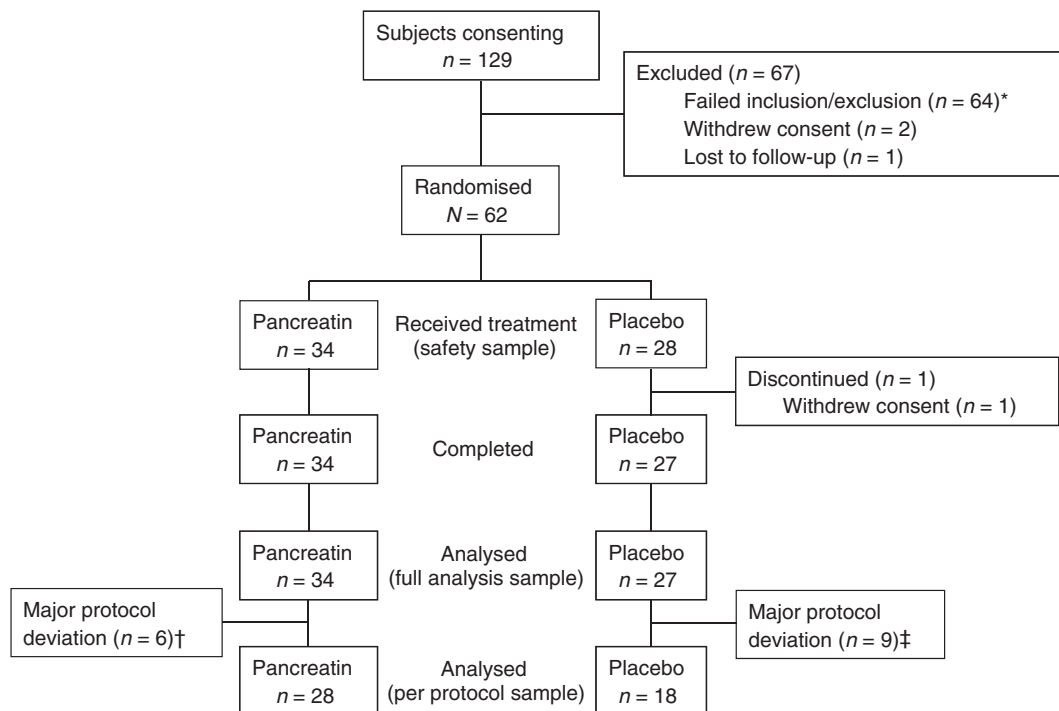 Subjects consenting
n = 129
Excluded (n = 67)
Failed inclusion/exclusion (n = 64)*
Withdrew consent (n = 2)
Lost to follow-up (n = 1)
Randomised
N = 62
Pancreatin
n = 34
Received treatment
(safety sample)
Placebo
n = 28
Discontinued (n = 1)
Withdrew consent (n = 1)
Pancreatin
n = 34
Completed
Placebo
n = 27
Pancreatin
n = 34
Analysed
(full analysis sample)
Placebo
n = 27
Major protocol
deviation (n = 6)†
Major protocol
deviation (n = 9)‡
Pancreatin
n = 28
Analysed
(per protocol sample)
Placebo
n = 18